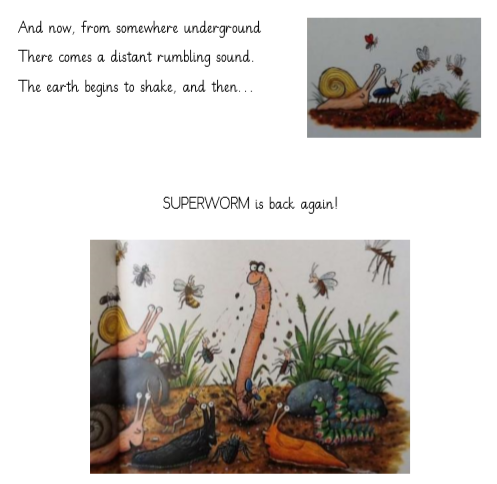 And now, from somewhere underground
There comes a distant rumbling sound.
The earth begins to shake, and then...
SUPERWORM is back again!